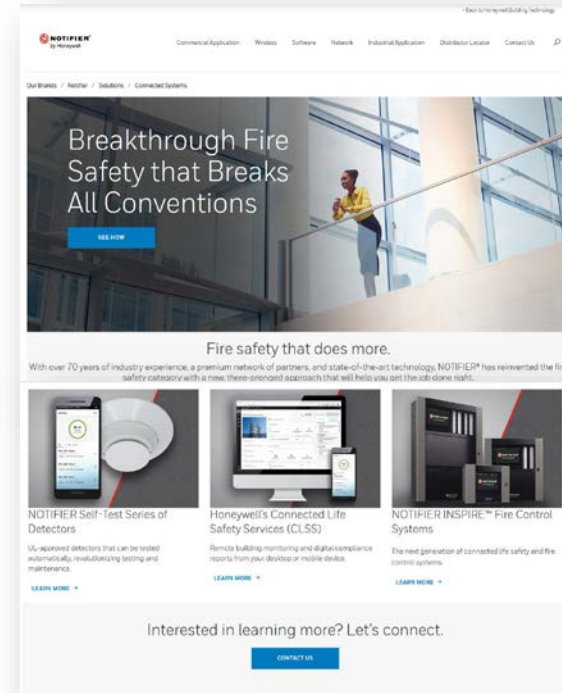 ‹ Back to Honeywell Building Technology
NOTIFIER®
by Honeywell
Commercial Application Wireless Software Network Industrial Application Distributor Locator Contact Us
Our Brands / Notifier / Solutions / Connected Systems
Breakthrough Fire
Safety that Breaks
All Conventions
SEE HOW
Fire safety that does more.
With over 70 years of industry experience, a premium network of partners, and state-of-the-art technology, NOTIFIER® has reinvented the fir
safety category with a new, three-pronged approach that will help you get the job done right.
NOTIFIER Self-Test Series of
Detectors
UL-approved detectors that can be tested
automatically, revolutionizing testing and
maintenance.
LEARN MORE →
Honeywell's Connected Life
Safety Services (CLSS)
Remote building monitoring and digital compliance
reports from your desktop or mobile device.
LEARN MORE →
NOTIFIER INSPIRE™ Fire Control
Systems
The next generation of connected life safety and fire
control systems.
LEARN MORE →
Interested in learning more? Let's connect.
CONTACT US